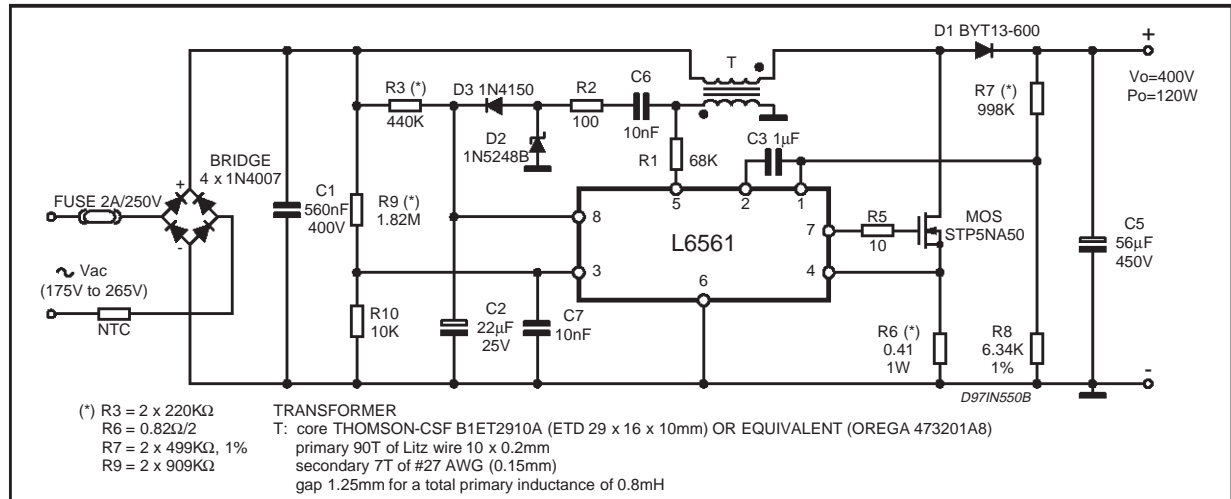 D1 BYT13-600
+
Vo=400V
Po=120W
-
T
R3 (*)
440K
D3 1N4150
R2
100
C6
10nF
D2
1N5248B
R7 (*)
998K
C3 1µF
R1
68K
BRIDGE
4 x 1N4007
FUSE 2A/250V
+
-
C1
560nF
400V
R9 (*)
1.82M
5
2
1
8
3
L6561
7
4
6
R5
10
MOS
STP5NA50
C5
56µF
450V
Vac
(175V to 265V)
NTC
R10
10K
C2
22µF
25V
C7
10nF
R6 (*)
0.41
1W
R8
6.34K
1%
D97IN550B
(*) R3 = 2 x 220KΩ
R6 = 0.82Ω/2
R7 = 2 x 499KΩ, 1%
R9 = 2 x 909KΩ
TRANSFORMER
T: core THOMSON-CSF B1ET2910A (ETD 29 x 16 x 10mm) OR EQUIVALENT (OREGA 473201A8)
primary 90T of Litz wire 10 x 0.2mm
secondary 7T of #27 AWG (0.15mm)
gap 1.25mm for a total primary inductance of 0.8mH